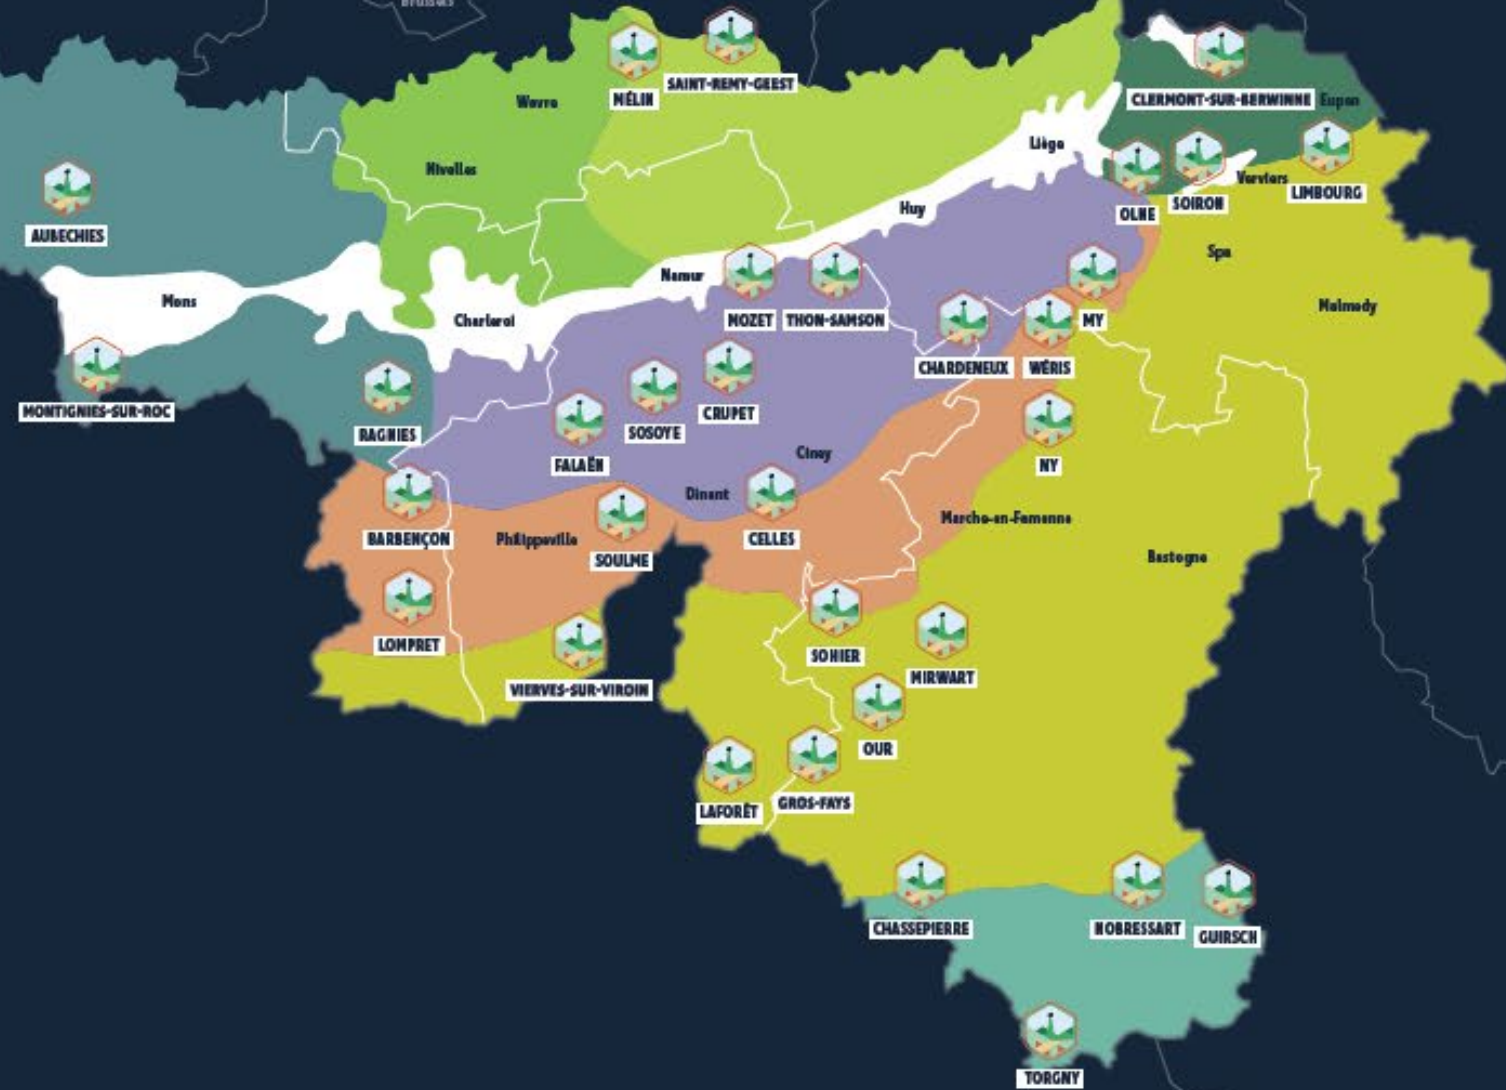 Brussels
Wavre
MÉLIN
SAINT-REMY-GEEST
CLERMONT-SUR-BERWINNE
Eupen
Nivelles
Liège
Verviers
LIMBOURG
SOIRON
OLNE
Huy
AUBECHIES
Spa
Namur
Mons
Charleroi
MOZET
THON-SAMSON
MY
Malmedy
CHARDENEUX
WÉRIS
MONTIGNIES-SUR-ROC
CRUPET
SOSOYE
RAGNIES
FALAËN
Ciney
NY
Dinant
Marche-en-Famenne
BARBENÇON
Philippeville
CELLES
SOULME
Bastogne
LOMPRET
SOHIER
MIRWART
VIERVES-SUR-VIROIN
OUR
GROS-FAYS
LAFORÊT
CHASSEPIERRE
NOBRESSART
GUIRSCH
TORGNY